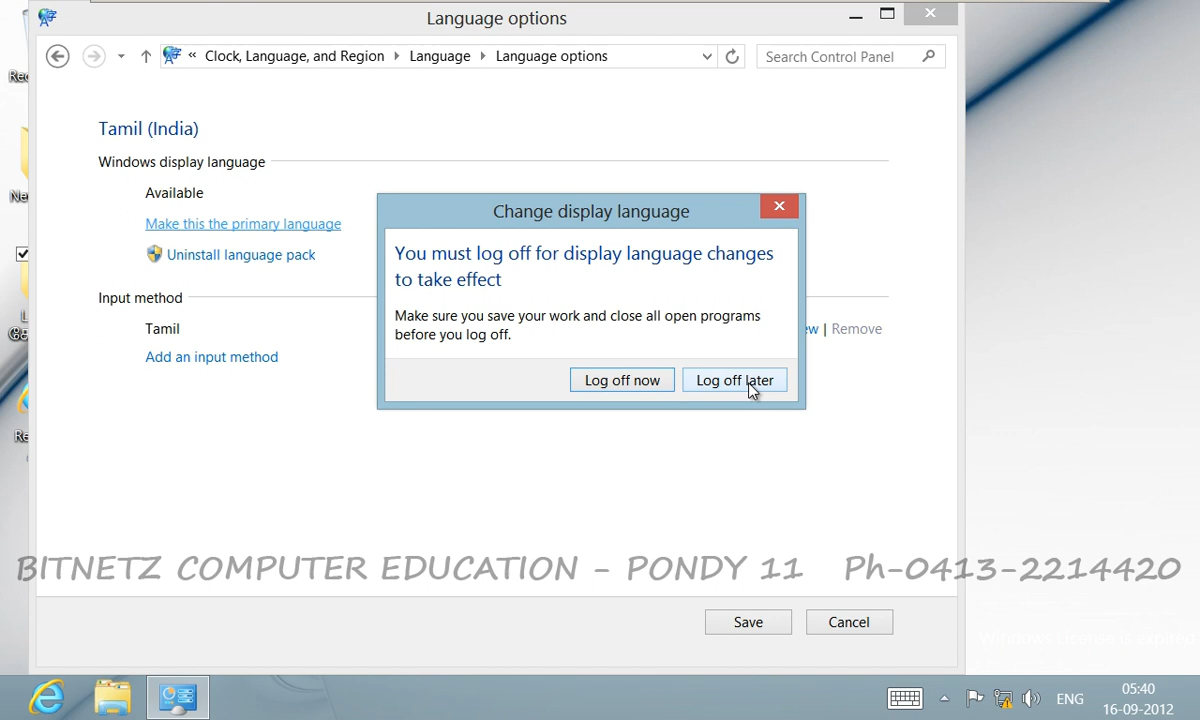 Language options
« Clock, Language, and Region Language Language options
Search Control Panel
Tamil (India)
Windows display language
Available
Make this the primary language
Uninstall language pack
Change display language
You must log off for display language changes
to take effect
Make sure you save your work and close all open programs
before you log off.
Log off now
Log off later
Input method
Tamil
Remove
Add an input method
BITNETZ COMPUTER EDUCATION - PONDY 11 Ph-0413-2214420
Save
Cancel
ENG
05:40
16-09-2012